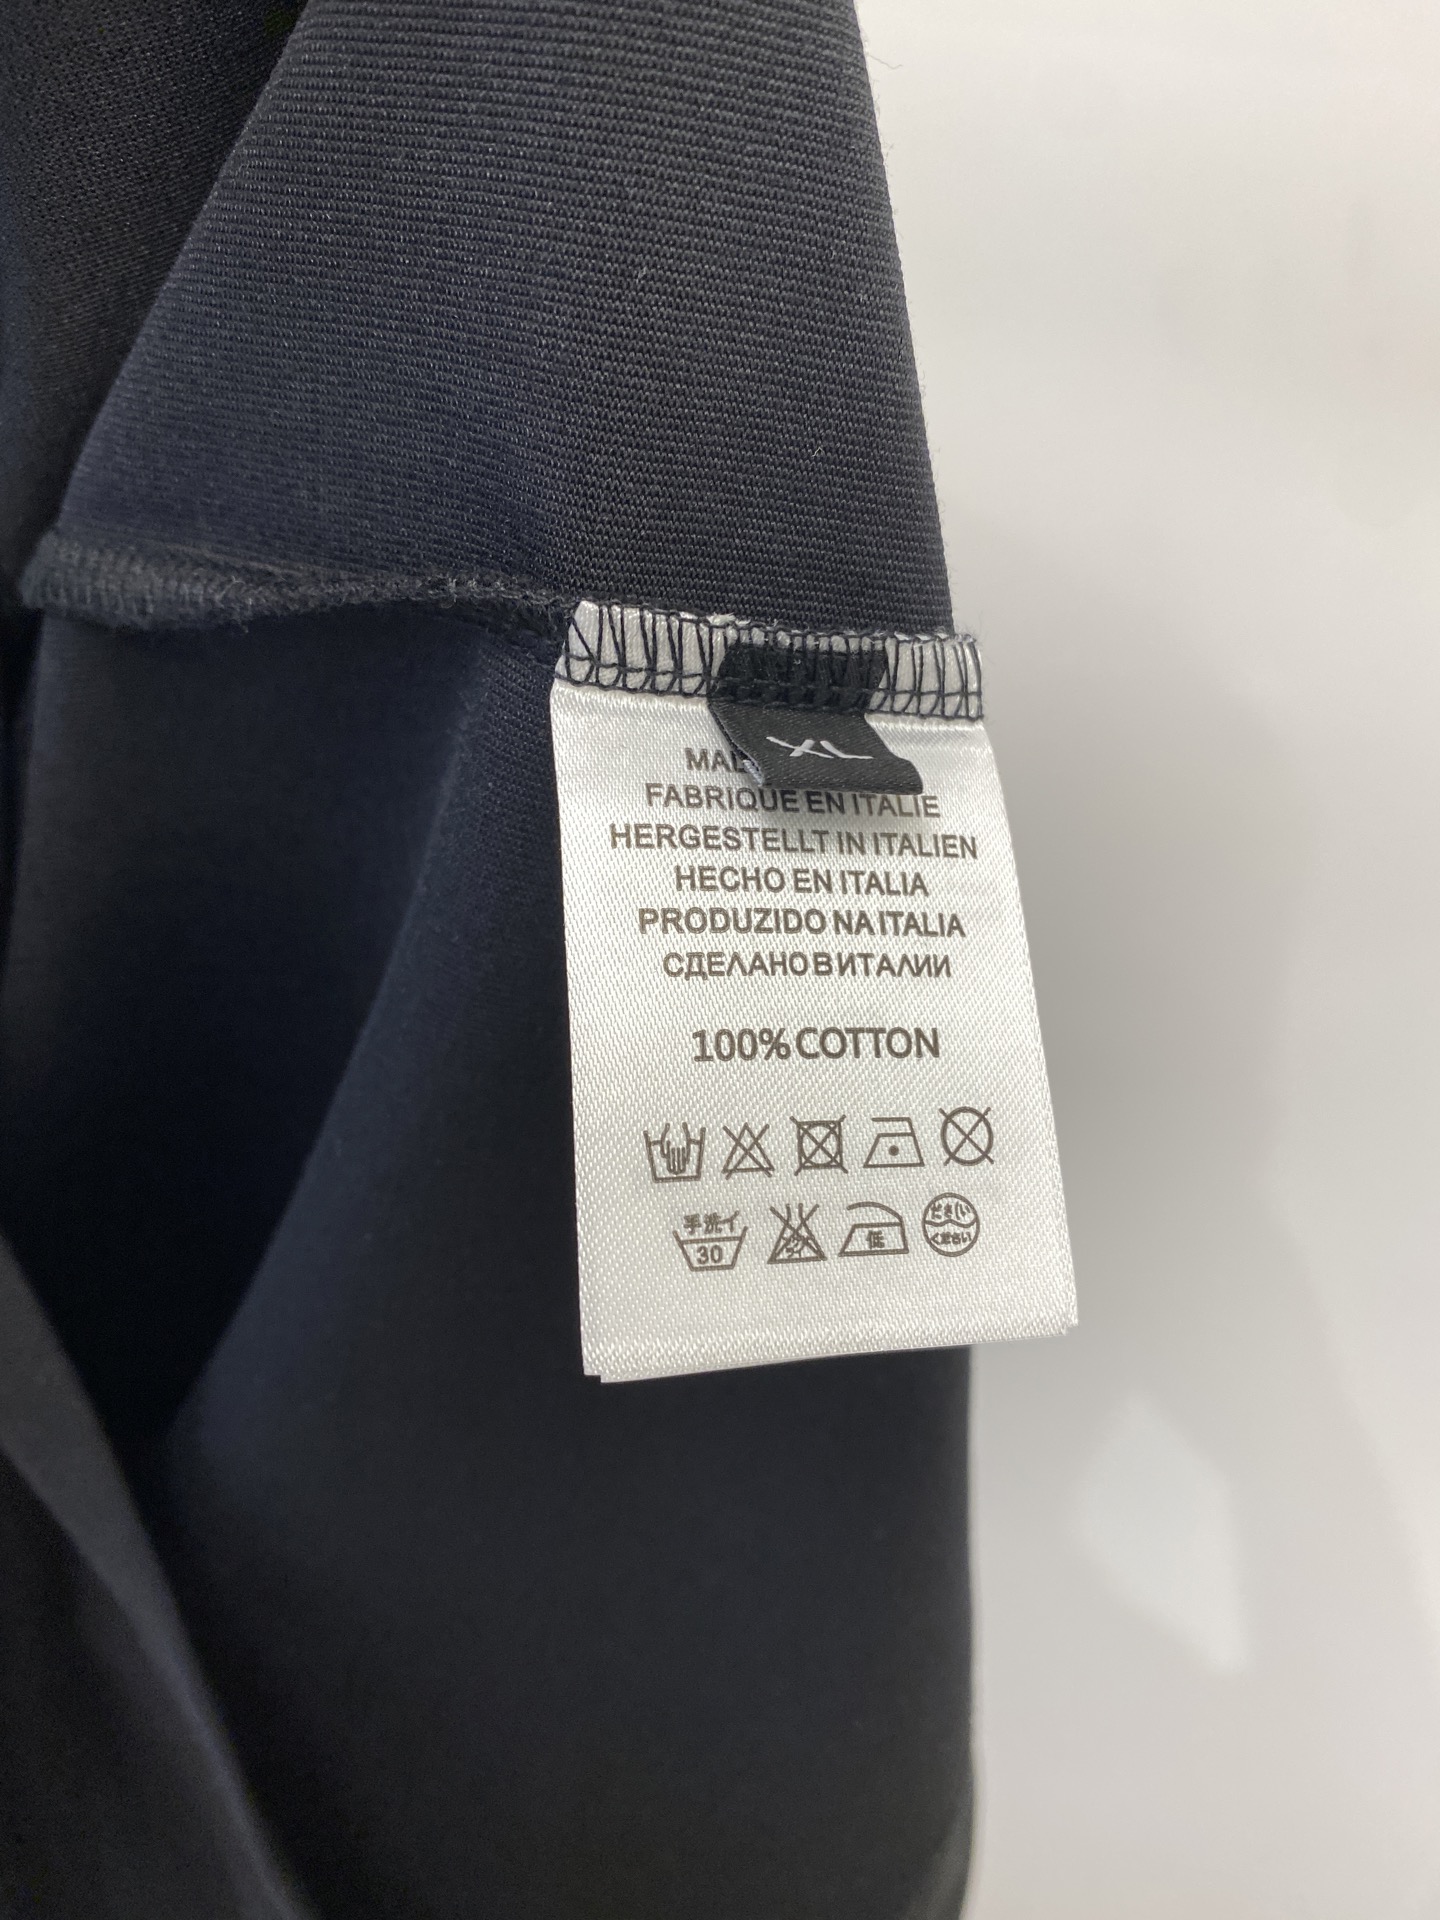 XL
FABRIQUE EN ITALIE
HERGESTELLT IN ITALIEN
HECHO EN ITALIA
PRODUZIDO NA ITALIA
СДЕЛАНО В ИТАЛИИ
100% COTTON
手洗イ
30
低